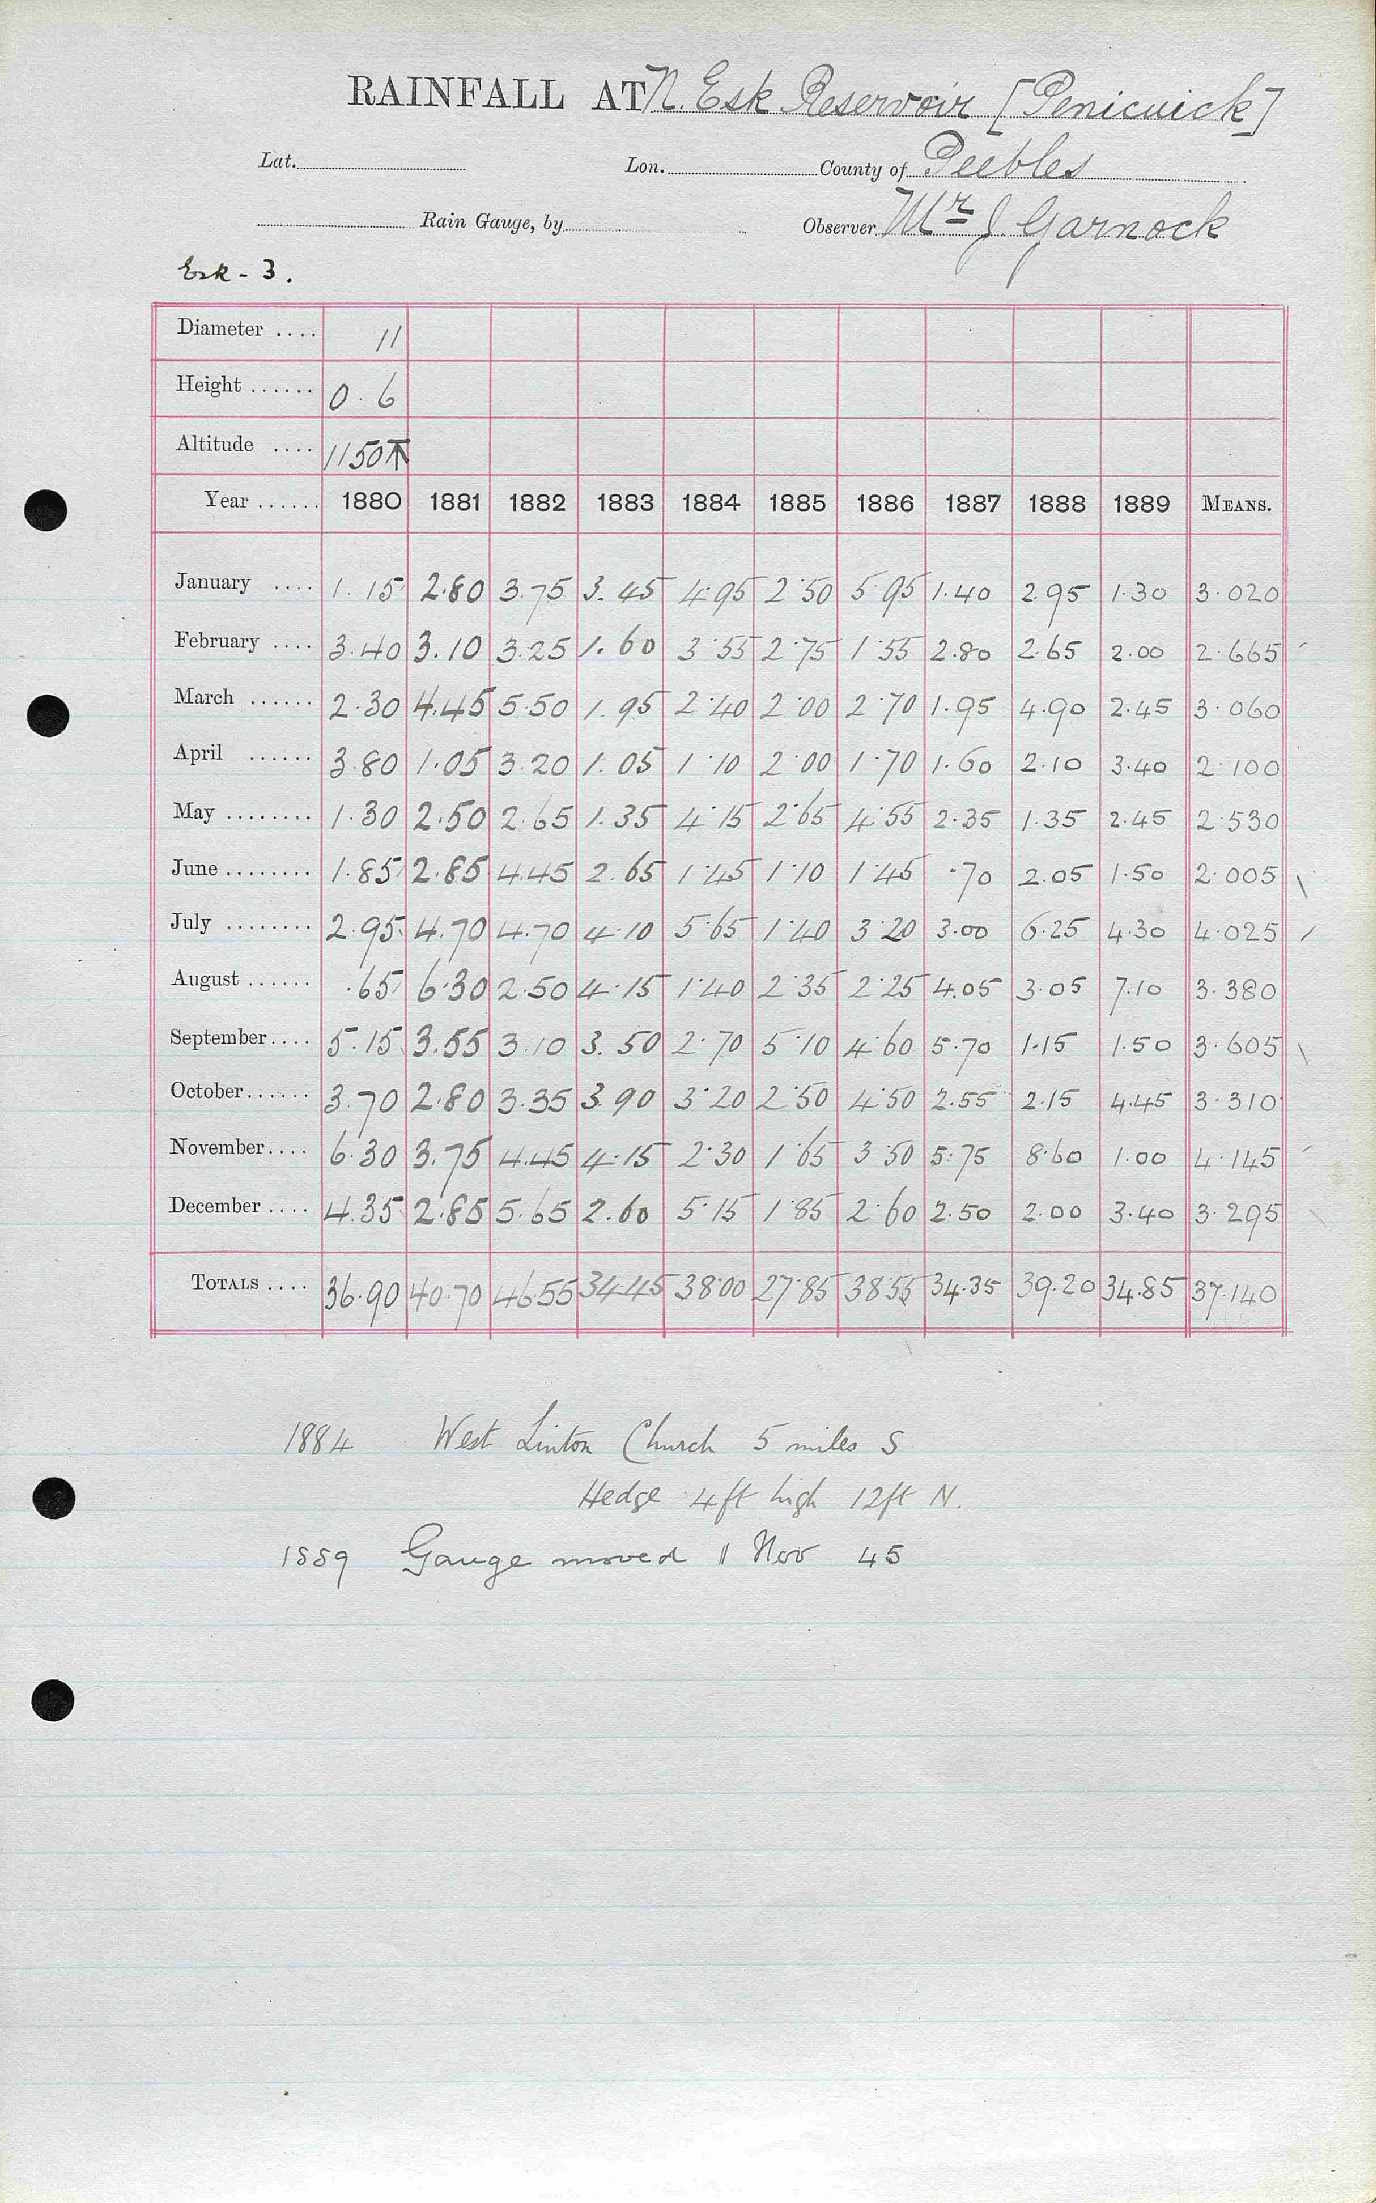 RAINFALL AT N. Esk Reservoir [Penicuick]
Lat. Lon. County of Peebles
Rain Gauge, by Observer Mr J. Garnock
Esk - 3.
Diameter .... 11
Height ...... 0.6
Altitude .... 1150
Year ...... 1880 1881 1882 1883 1884 1885 1886 1887 1888 1889 MEANS.
January .... 1.15 2.80 3.75 3.45 4.95 2.50 5.95 1.40 2.95 1.30 3.020
February .... 3.40 3.10 3.25 1.60 3.55 2.75 1.55 2.80 2.65 2.00 2.665
March ...... 2.30 4.45 5.50 1.95 2.40 2.00 2.70 1.95 4.90 2.45 3.060
April ...... 3.80 1.05 3.20 1.05 1.10 2.00 1.70 1.60 2.10 3.40 2.100
May ........ 1.30 2.50 2.65 1.35 4.15 2.65 4.55 2.35 1.35 2.45 2.530
June ........ 1.85 2.85 4.45 2.65 1.45 1.10 1.45 .70 2.05 1.50 2.005
July ........ 2.95 4.70 4.70 4.10 5.65 1.40 3.20 3.00 6.25 4.30 4.025
August ...... .65 6.30 2.50 4.15 1.40 2.35 2.25 4.05 3.05 7.10 3.380
September .... 5.15 3.55 3.10 3.50 2.70 5.10 4.60 5.70 1.15 1.50 3.605
October ...... 3.70 2.80 3.35 3.90 3.20 2.50 4.50 2.55 2.15 4.45 3.310
November .... 6.30 3.75 4.45 4.15 2.30 1.65 3.50 5.75 8.60 1.00 4.145
December .... 4.35 2.85 5.65 2.60 5.15 1.85 2.60 2.50 2.00 3.40 3.295
TOTALS .... 36.90 40.70 46.55 34.45 38.00 27.85 38.55 34.35 39.20 34.85 37.140
1884 West Linton Church 5 miles S
Hedge 4ft high 12ft N.
1889 Gauge moved Nov 45